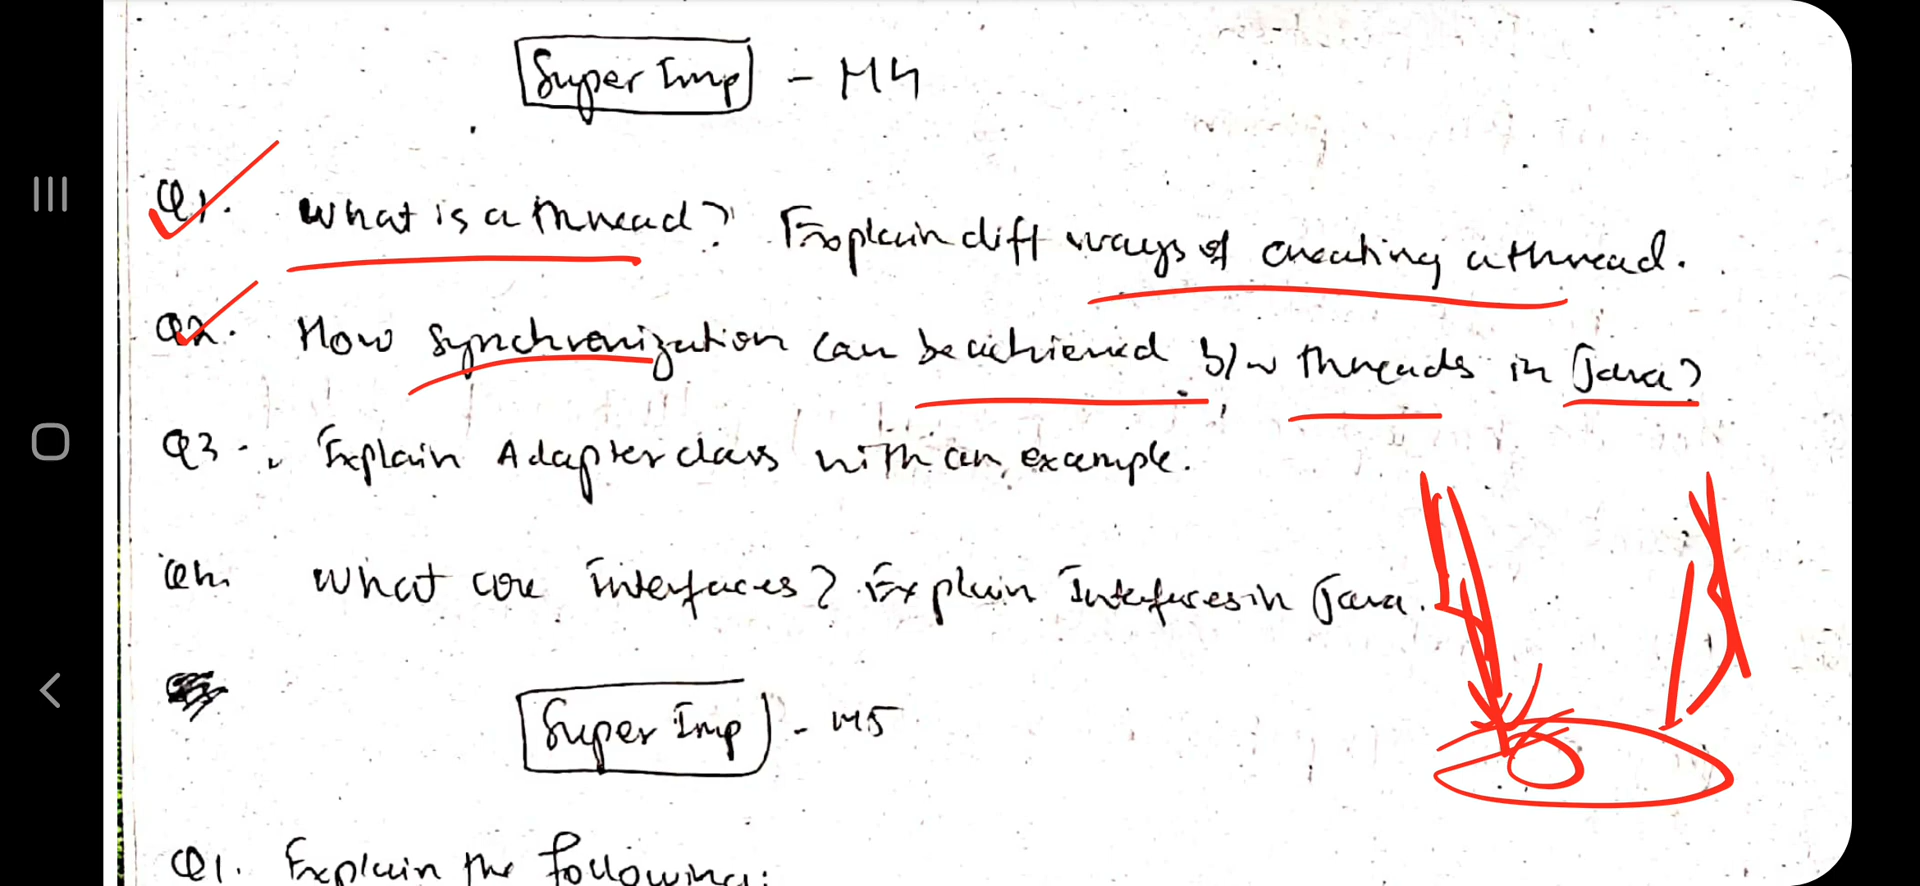 Super Imp - M4
Q1. What is a thread? Explain diff ways of creating a thread.
Q2. How synchronization can be achieved b/w threads in Java?
Q3. Explain Adapter class with an example.
Q4. What are Interfaces? Explain Interfaces in Java.
Super Imp - M5
Q1. Explain the following: